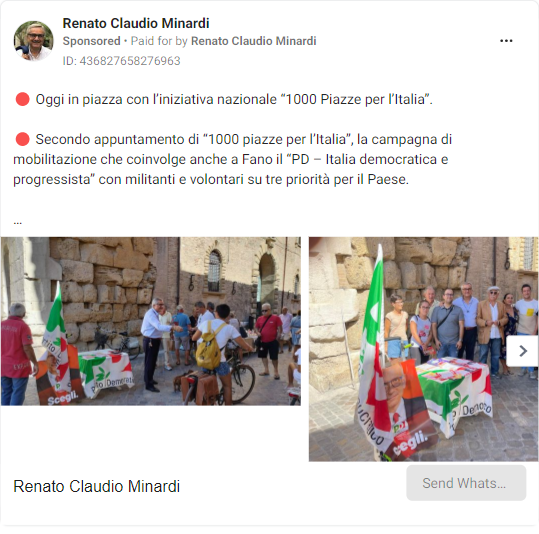 Renato Claudio Minardi
Sponsored • Paid for by Renato Claudio Minardi
ID: 436827658276963
🔴 Oggi in piazza con l’iniziativa nazionale “1000 Piazze per l’Italia”.
🔴 Secondo appuntamento di “1000 piazze per l’Italia”, la campagna di
mobilitazione che coinvolge anche a Fano il “PD – Italia democratica e
progressista” con militanti e volontari su tre priorità per il Paese.
...
Scegli.
Scegli.
Renato Claudio Minardi
Send Whats...